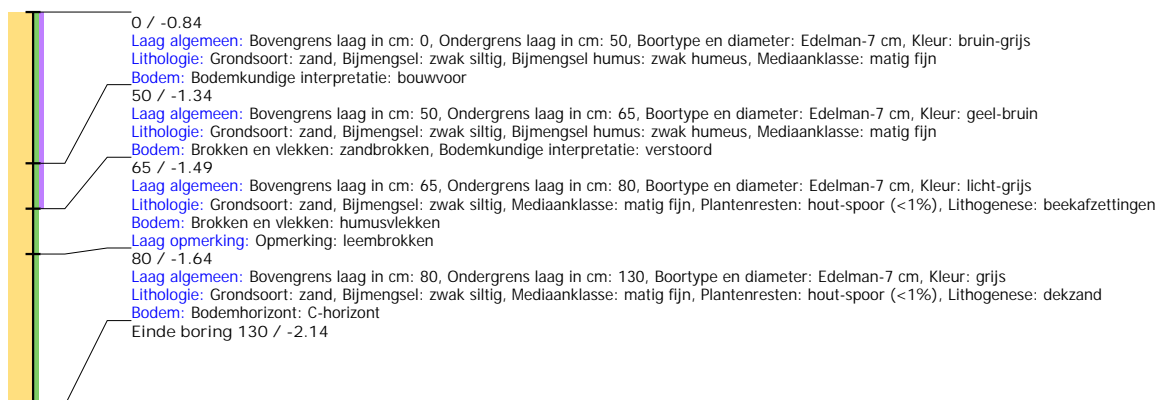 0 / -0.84
Laag algemeen: Bovengrens laag in cm: 0, Ondergrens laag in cm: 50, Boortype en diameter: Edelman-7 cm, Kleur: bruin-grijs
Lithologie: Grondsoort: zand, Bijmengsel: zwak siltig, Bijmengsel humus: zwak humeus, Mediaanklasse: matig fijn
Bodem: Bodemkundige interpretatie: bouwvoor
50 / -1.34
Laag algemeen: Bovengrens laag in cm: 50, Ondergrens laag in cm: 65, Boortype en diameter: Edelman-7 cm, Kleur: geel-bruin
Lithologie: Grondsoort: zand, Bijmengsel: zwak siltig, Bijmengsel humus: zwak humeus, Mediaanklasse: matig fijn
Bodem: Brokken en vlekken: zandbrokken, Bodemkundige interpretatie: verstoord
65 / -1.49
Laag algemeen: Bovengrens laag in cm: 65, Ondergrens laag in cm: 80, Boortype en diameter: Edelman-7 cm, Kleur: licht-grijs
Lithologie: Grondsoort: zand, Bijmengsel: zwak siltig, Mediaanklasse: matig fijn, Plantenresten: hout-spoor (<1%), Lithogenese: beekafzettingen
Bodem: Brokken en vlekken: humusvlekken
Laag opmerking: Opmerking: leembrokken
80 / -1.64
Laag algemeen: Bovengrens laag in cm: 80, Ondergrens laag in cm: 130, Boortype en diameter: Edelman-7 cm, Kleur: grijs
Lithologie: Grondsoort: zand, Bijmengsel: zwak siltig, Mediaanklasse: matig fijn, Plantenresten: hout-spoor (<1%), Lithogenese: dekzand
Bodem: Bodemhorizont: C-horizont
Einde boring 130 / -2.14